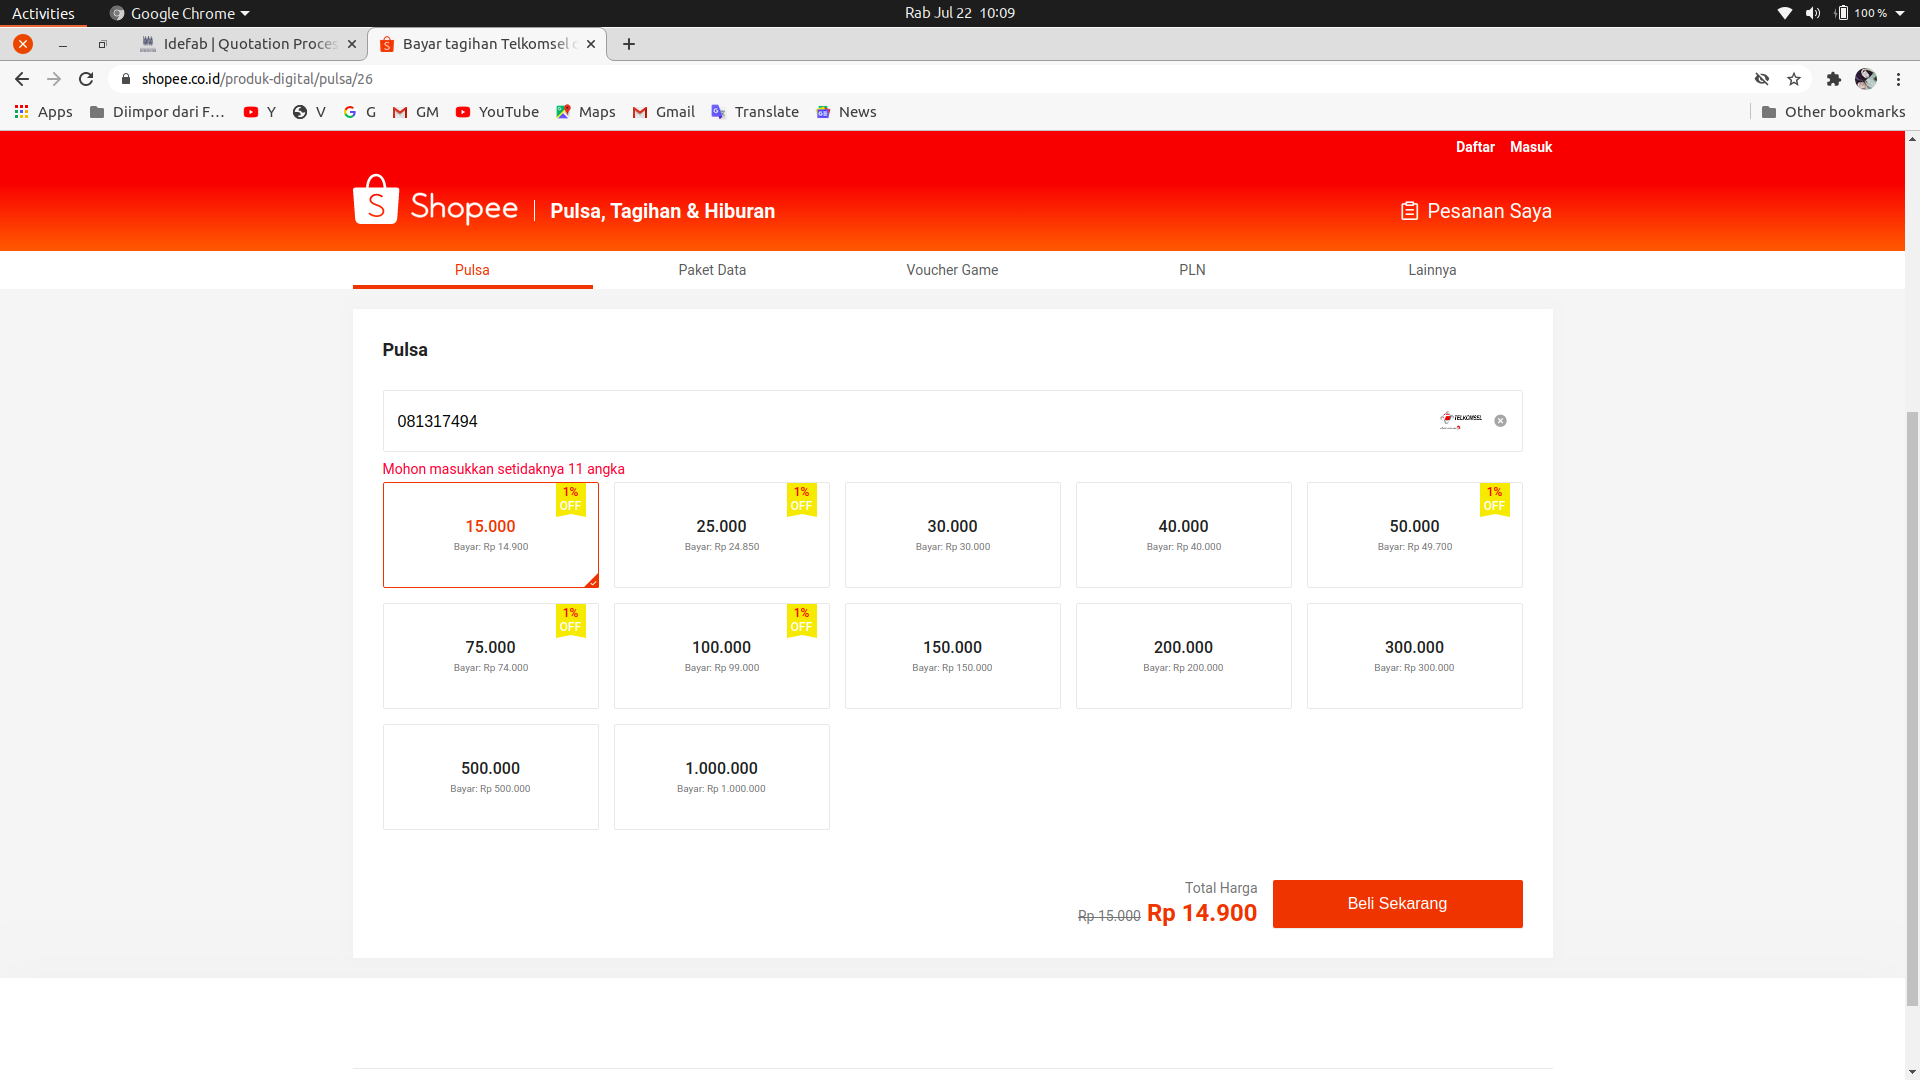 Activities
Google Chrome
Rab Jul 22 10:09
100 %
Idefab | Quotation Proces
Bayar tagihan Telkomsel
shopee.co.id/produk-digital/pulsa/26
Apps
Diimpor dari F...
Y
V
G
GM
YouTube
Maps
Gmail
Translate
News
Other bookmarks
Daftar
Masuk
Shopee
Pulsa, Tagihan & Hiburan
Pesanan Saya
Pulsa
Paket Data
Voucher Game
PLN
Lainnya
Pulsa
081317494
TELKOMSEL
Mohon masukkan setidaknya 11 angka
1%
OFF
15.000
Bayar: Rp 14.900
1%
OFF
25.000
Bayar: Rp 24.850
30.000
Bayar: Rp 30.000
40.000
Bayar: Rp 40.000
1%
OFF
50.000
Bayar: Rp 49.700
1%
OFF
75.000
Bayar: Rp 74.000
1%
OFF
100.000
Bayar: Rp 99.000
150.000
Bayar: Rp 150.000
200.000
Bayar: Rp 200.000
300.000
Bayar: Rp 300.000
500.000
Bayar: Rp 500.000
1.000.000
Bayar: Rp 1.000.000
Total Harga
Rp 15.000 Rp 14.900
Beli Sekarang